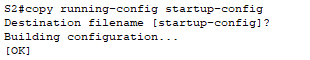 S2#copy running-config startup-config
Destination filename [startup-config]?
Building configuration...
[OK]